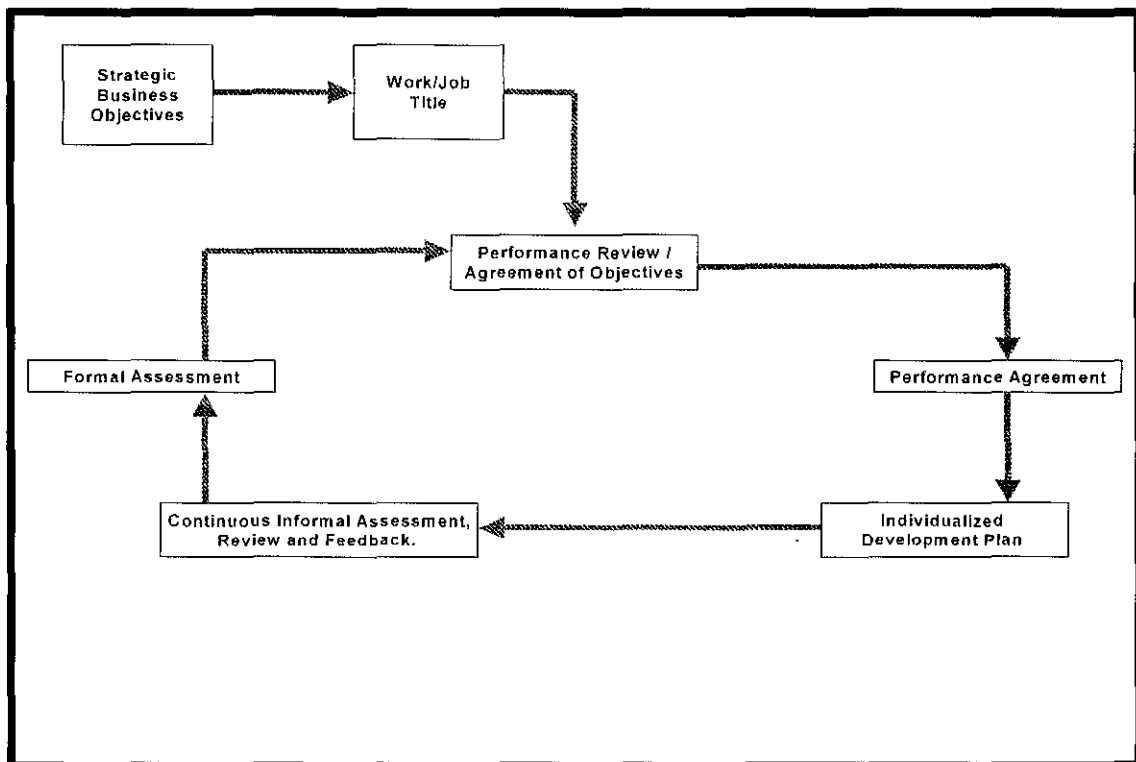 Strategic
Business
Objectives
Work/Job
Title
Performance Review /
Agreement of Objectives
Formal Assessment
Performance Agreement
Continuous Informal Assessment,
Review and Feedback.
Individualized
Development Plan